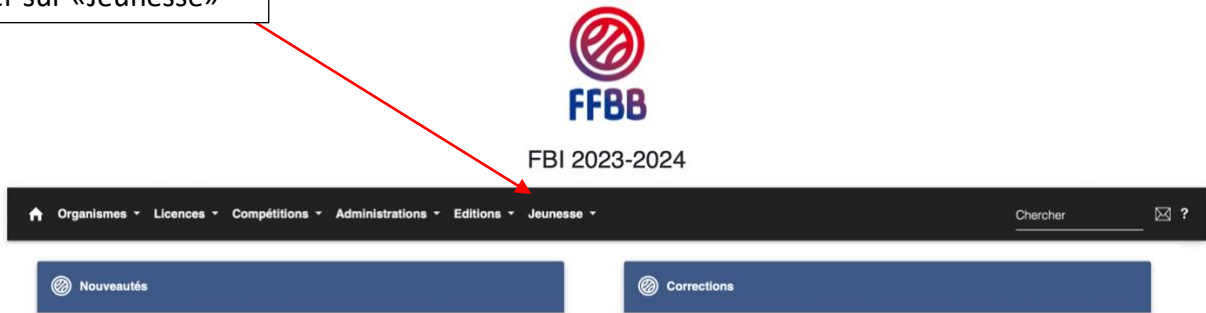 sur «Jeunesse»
FFBB
FBI 2023-2024
Organismes Licences Compétitions Administrations Editions Jeunesse Chercher ?
Nouveautés
Corrections